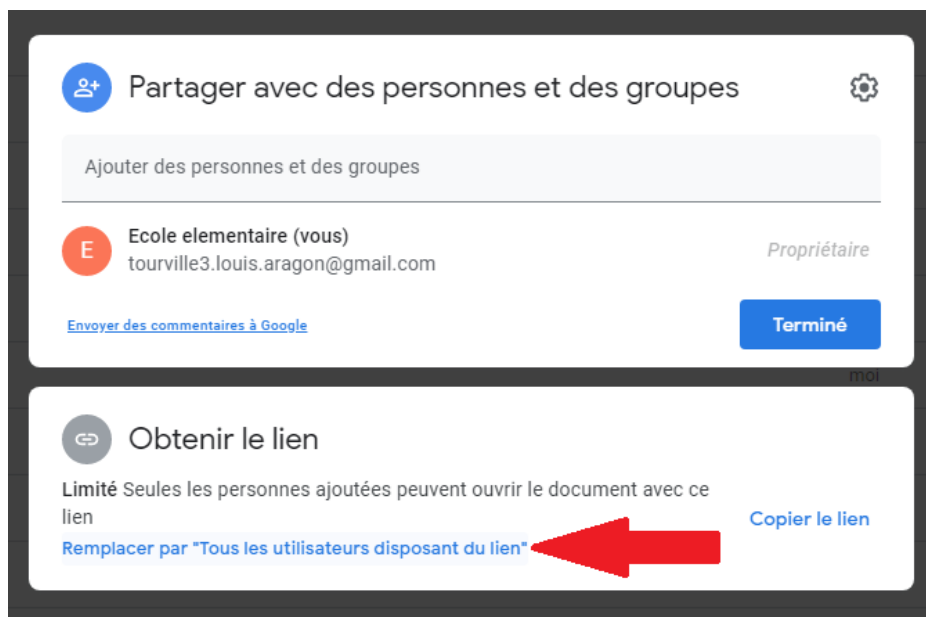 Partager avec des personnes et des groupes
Ajouter des personnes et des groupes
E
Ecole elementaire (vous)
tourville3.louis.aragon@gmail.com
Propriétaire
Envoyer des commentaires à Google
Terminé
moi
Obtenir le lien
Limité Seules les personnes ajoutées peuvent ouvrir le document avec ce
lien
Copier le lien
Remplacer par "Tous les utilisateurs disposant du lien"